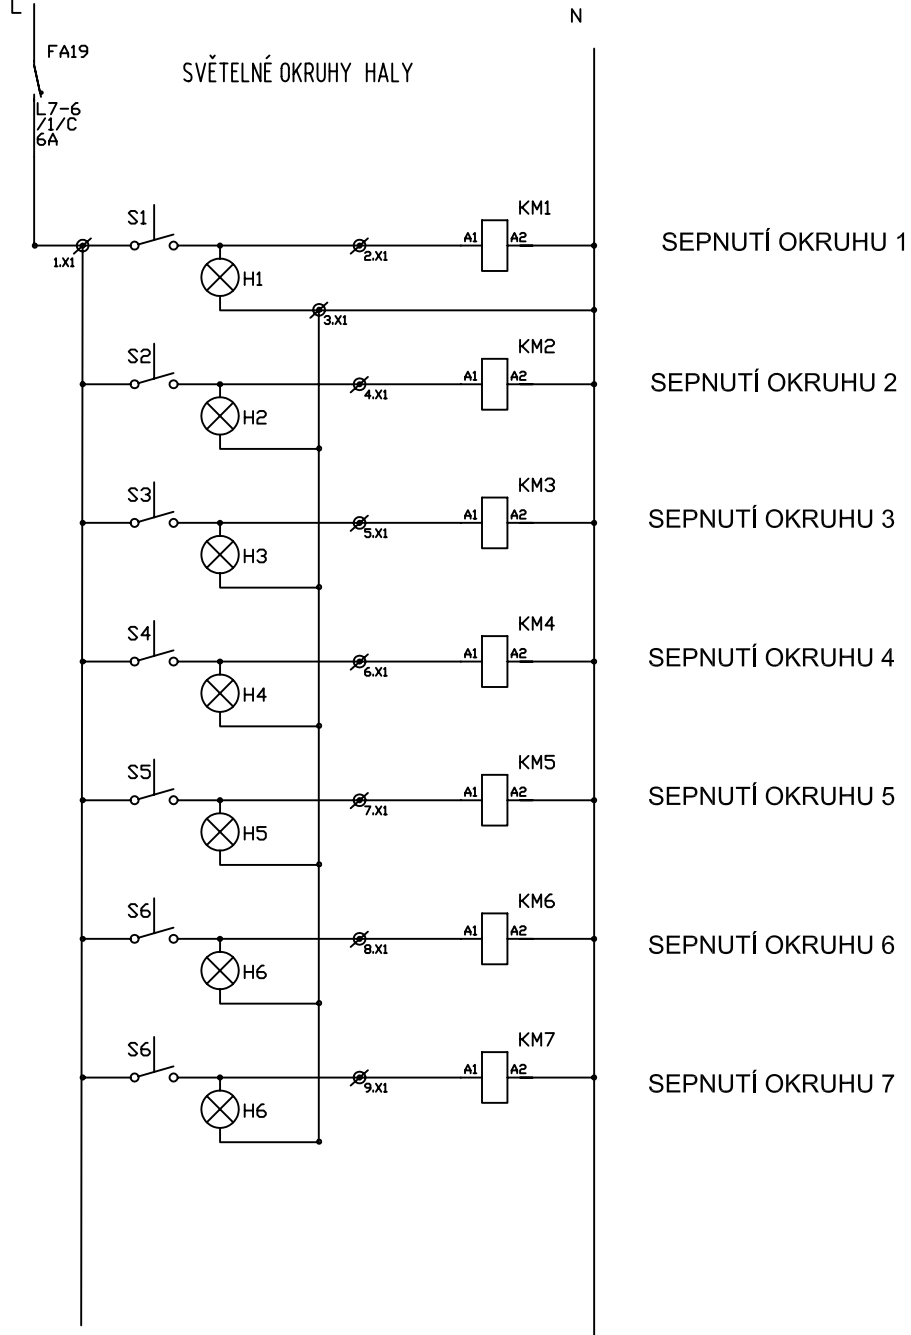 L
N
FA19
SVĚTELNÉ OKRUHY HALY
L7-6
/1/C
6A
S1
KM1
A1 A2
SEPNUTÍ OKRUHU 1
1.X1
2.X1
H1
3.X1
S2
KM2
A1 A2
SEPNUTÍ OKRUHU 2
4.X1
H2
S3
KM3
A1 A2
SEPNUTÍ OKRUHU 3
5.X1
H3
S4
KM4
A1 A2
SEPNUTÍ OKRUHU 4
6.X1
H4
S5
KM5
A1 A2
SEPNUTÍ OKRUHU 5
7.X1
H5
S6
KM6
A1 A2
SEPNUTÍ OKRUHU 6
8.X1
H6
S6
KM7
A1 A2
SEPNUTÍ OKRUHU 7
9.X1
H6